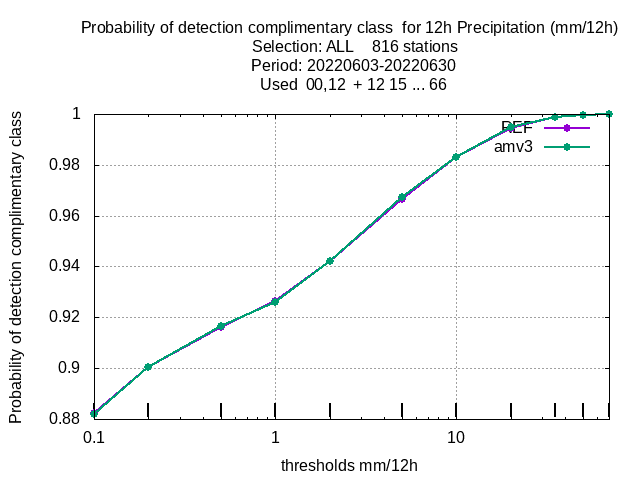 Probability of detection complimentary class  for 12h Precipitation (mm/12h)
Selection: ALL    816 stations
Period: 20220603-20220630
Used  00,12  + 12 15 ... 66
Probability of detection complimentary class
1
0.98
0.96
0.94
0.92
0.9
0.88
REF
amv3
0.1
1
10
thresholds mm/12h